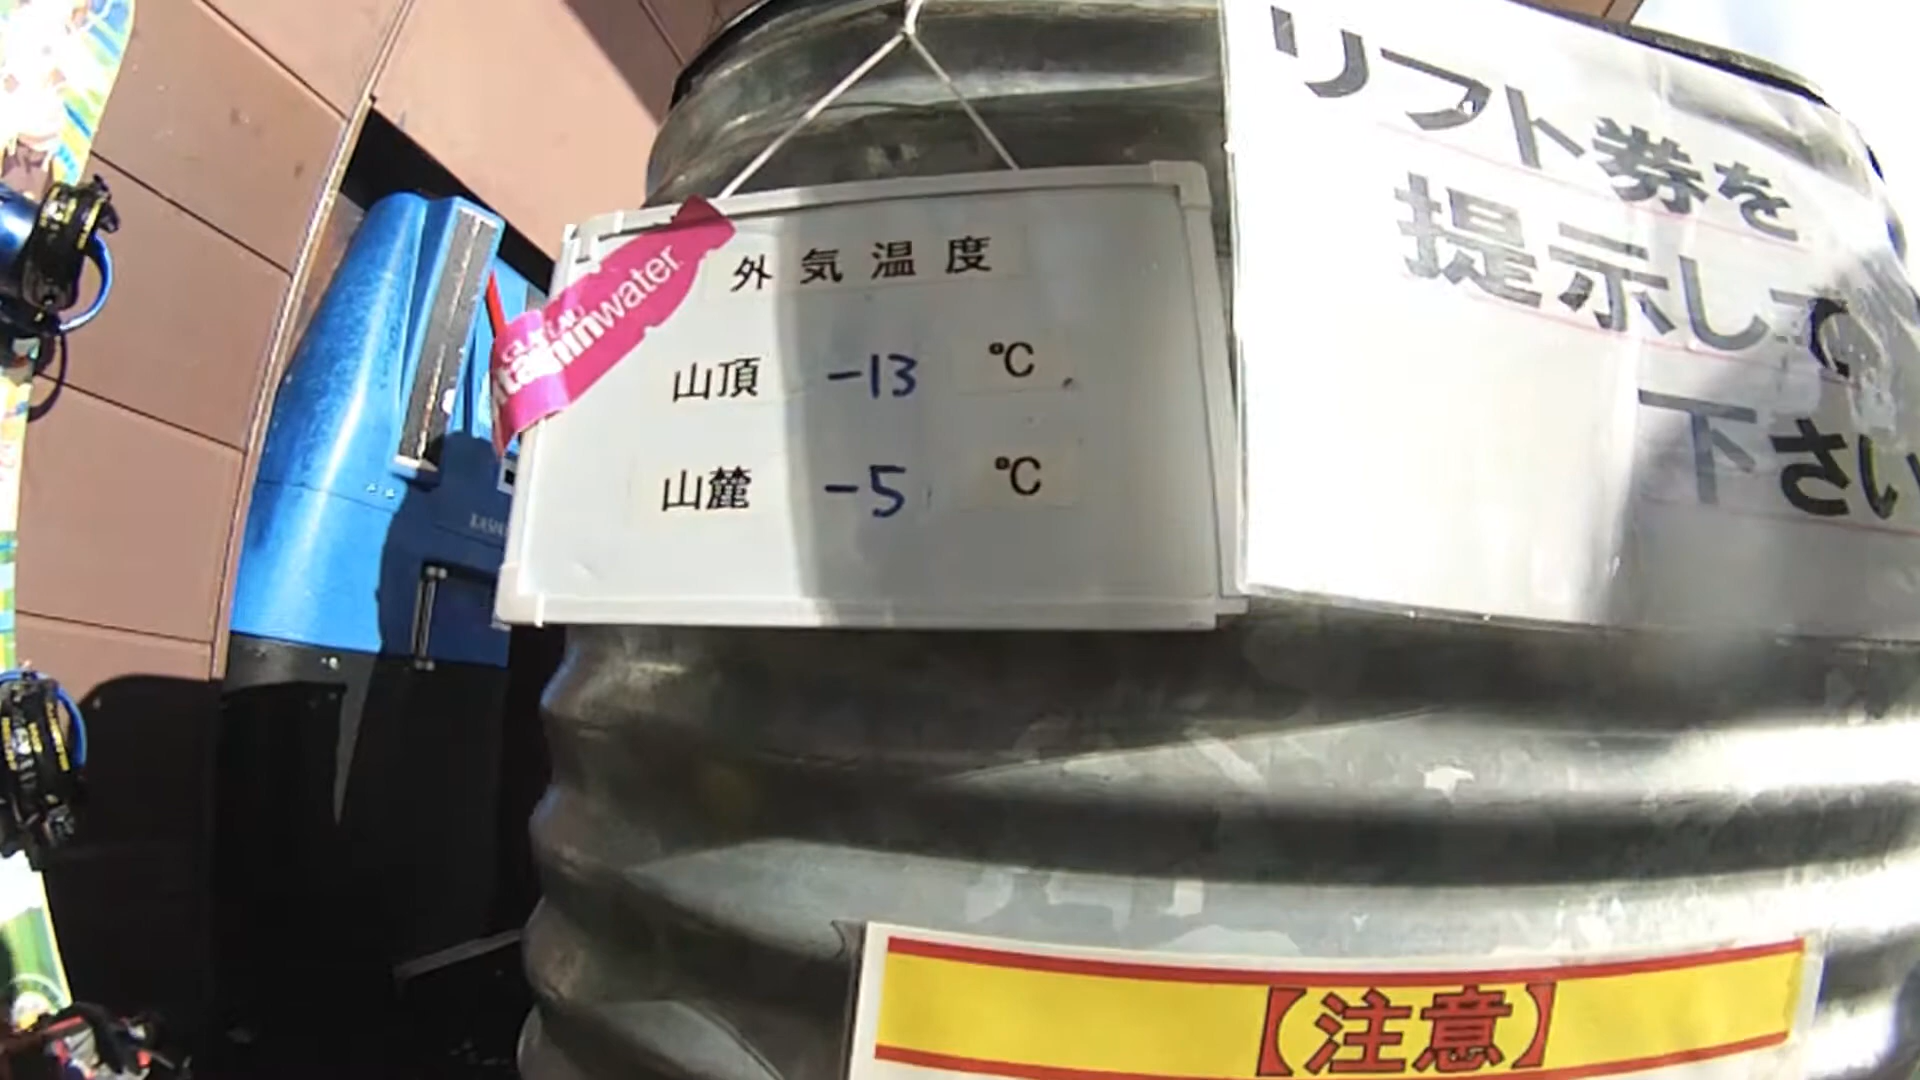 外気温度
山頂 -13 ℃
山麓 -5 ℃
リフト券を
提示して
下さい
vitaminwater
【注意】